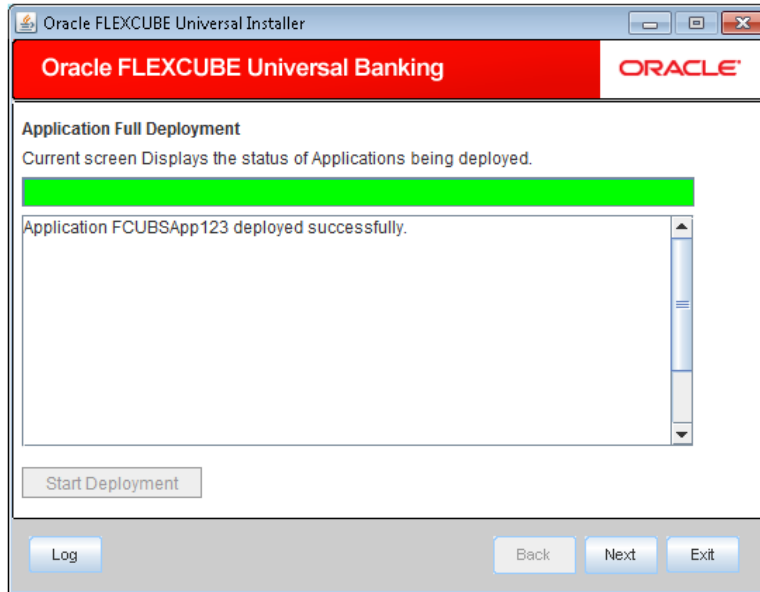 Oracle FLEXCUBE Universal Installer
Oracle FLEXCUBE Universal Banking
ORACLE
Application Full Deployment
Current screen Displays the status of Applications being deployed.
Application FCUBSApp123 deployed successfully.
Start Deployment
Log
Back
Next
Exit